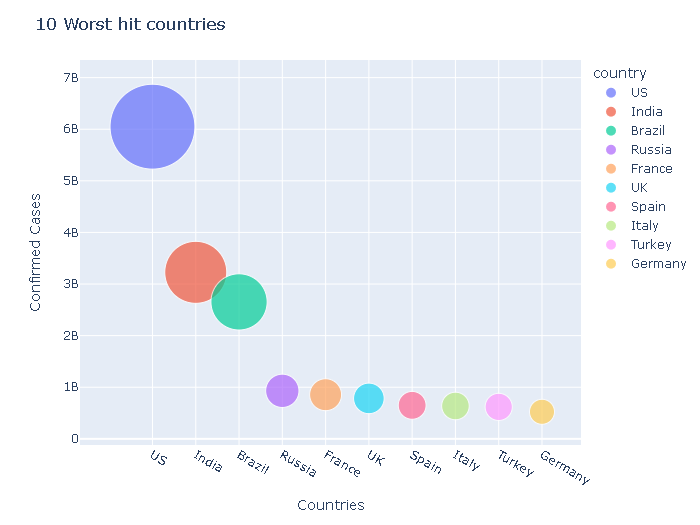 10 Worst hit countries
country
US
India
Brazil
Russia
France
UK
Spain
Italy
Turkey
Germany
7B
6B
5B
4B
3B
2B
1B
0
Confirmed Cases
US
India
Brazil
Russia
France
UK
Spain
Italy
Turkey
Germany
Countries